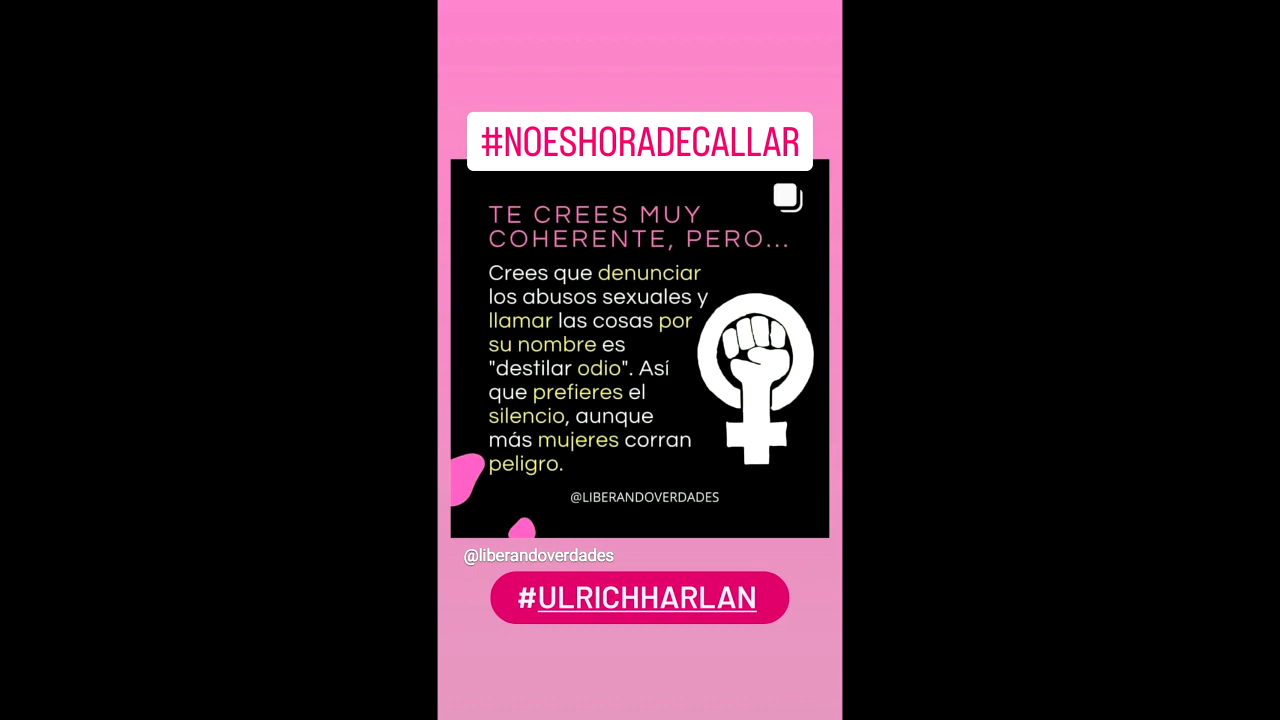 #NOESHORADECALLAR
TE CREES MUY
COHERENTE, PERO...
Crees que denunciar
los abusos sexuales y
llamar las cosas por
su nombre es
"destilar odio". Así
que prefieres el
silencio, aunque
más mujeres corran
peligro.
@LIBERANDOVERDADES
@liberandoverdades
#ULRICHHARLAN